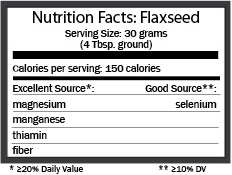 Nutrition Facts: Flaxseed
Serving Size: 30 grams
(4 Tbsp. ground)
Calories per serving: 150 calories
Excellent Source*: Good Source**:
magnesium selenium
manganese
thiamin
fiber
* ≥20% Daily Value ** ≥10% DV